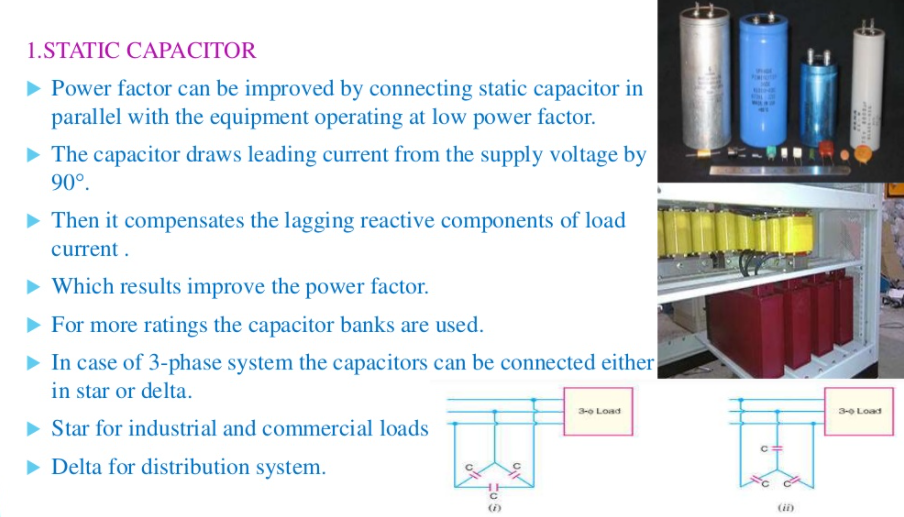 1.STATIC CAPACITOR
Power factor can be improved by connecting static capacitor in
parallel with the equipment operating at low power factor.
The capacitor draws leading current from the supply voltage by
90°.
Then it compensates the lagging reactive components of load
current .
Which results improve the power factor.
For more ratings the capacitor banks are used.
In case of 3-phase system the capacitors can be connected either
in star or delta.
Star for industrial and commercial loads
Delta for distribution system.
3-ϕ Load
C
C
C
(i)
3-ϕ Load
C
C
C
(ii)